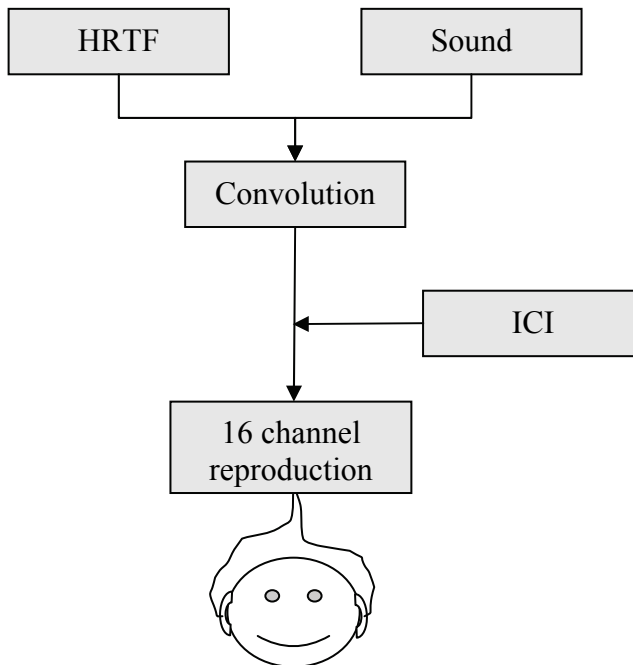 HRTF
Sound
Convolution
ICI
16 channel
reproduction